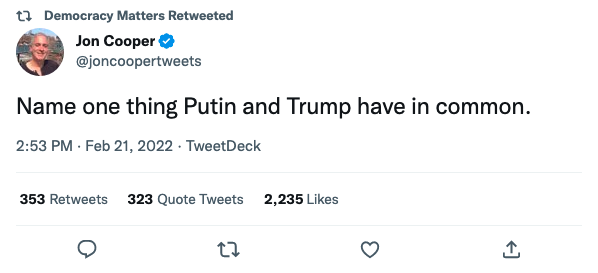 Democracy Matters Retweeted
Jon Cooper
@joncoopertweets
Name one thing Putin and Trump have in common.
2:53 PM · Feb 21, 2022 · TweetDeck
353 Retweets 323 Quote Tweets 2,235 Likes